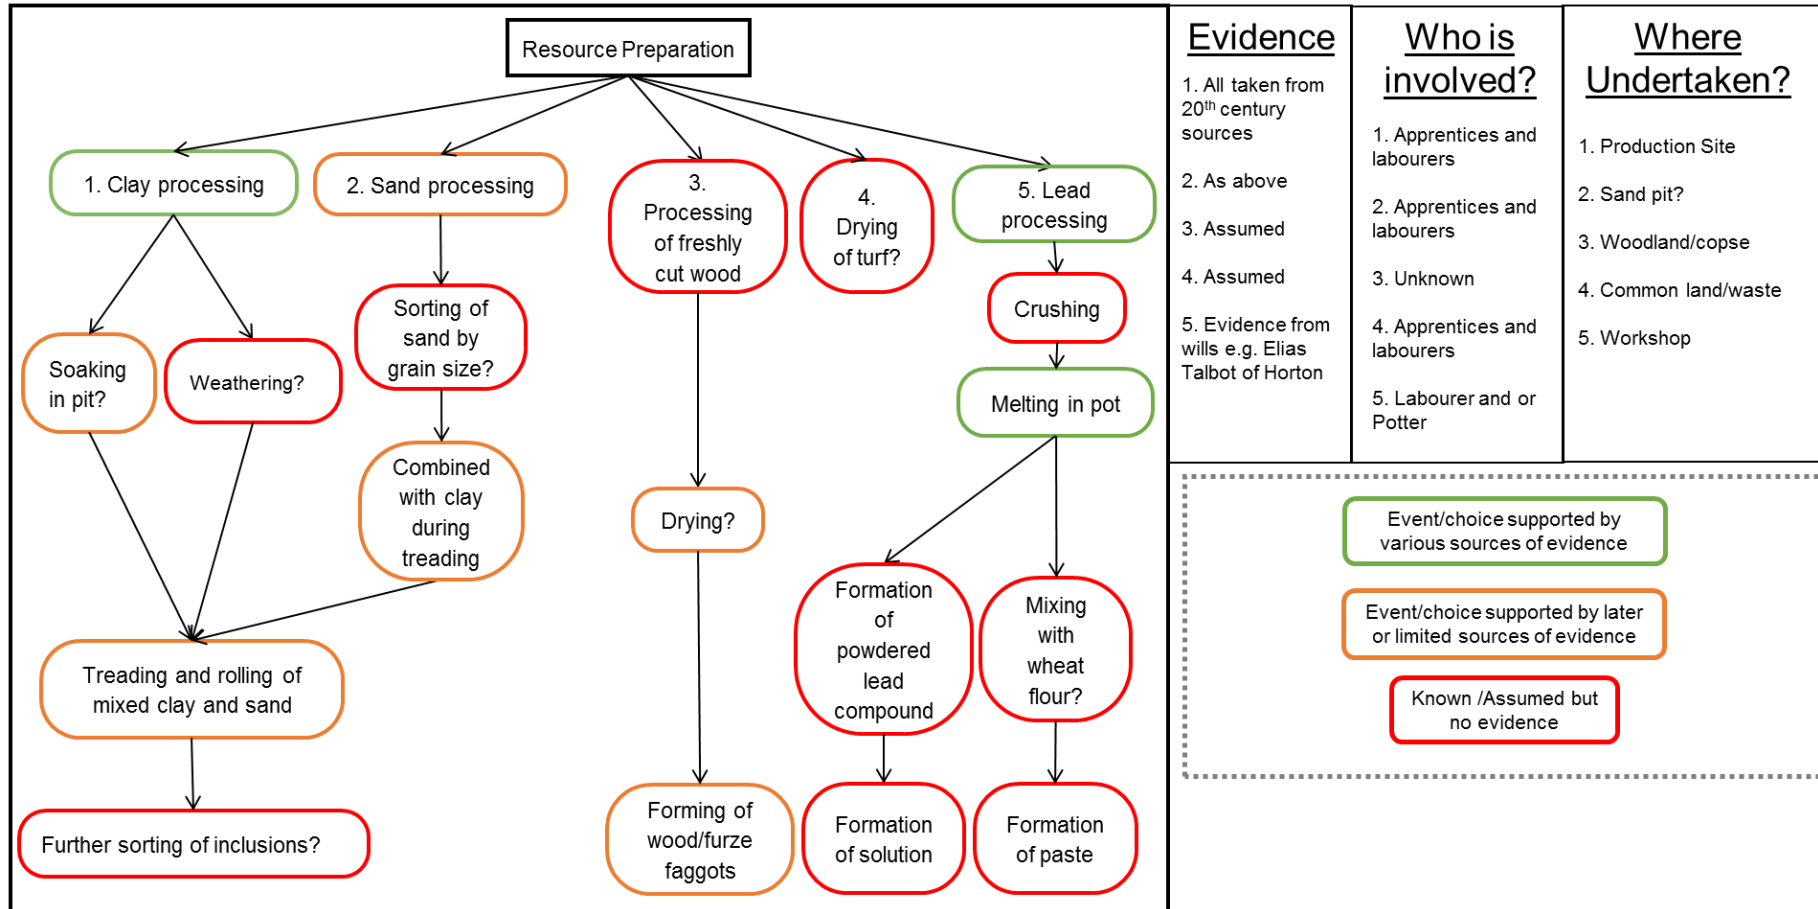 Resource Preparation
1. Clay processing
2. Sand processing
3.
Processing
of freshly
cut wood
4.
Drying
of turf?
5. Lead
processing
Soaking
in pit?
Weathering?
Sorting of
sand by
grain size?
Crushing
Melting in pot
Combined
with clay
during
treading
Drying?
Formation
of
powdered
lead
compound
Mixing
with
wheat
flour?
Treading and rolling of
mixed clay and sand
Further sorting of inclusions?
Forming of
wood/furze
faggots
Formation
of solution
Formation
of paste
Evidence
1. All taken from
20th century
sources
2. As above
3. Assumed
4. Assumed
5. Evidence from
wills e.g. Elias
Talbot of Horton
Who is
involved?
1. Apprentices and
labourers
2. Apprentices and
labourers
3. Unknown
4. Apprentices and
labourers
5. Labourer and or
Potter
Where
Undertaken?
1. Production Site
2. Sand pit?
3. Woodland/copse
4. Common land/waste
5. Workshop
Event/choice supported by
various sources of evidence
Event/choice supported by later
or limited sources of evidence
Known /Assumed but
no evidence